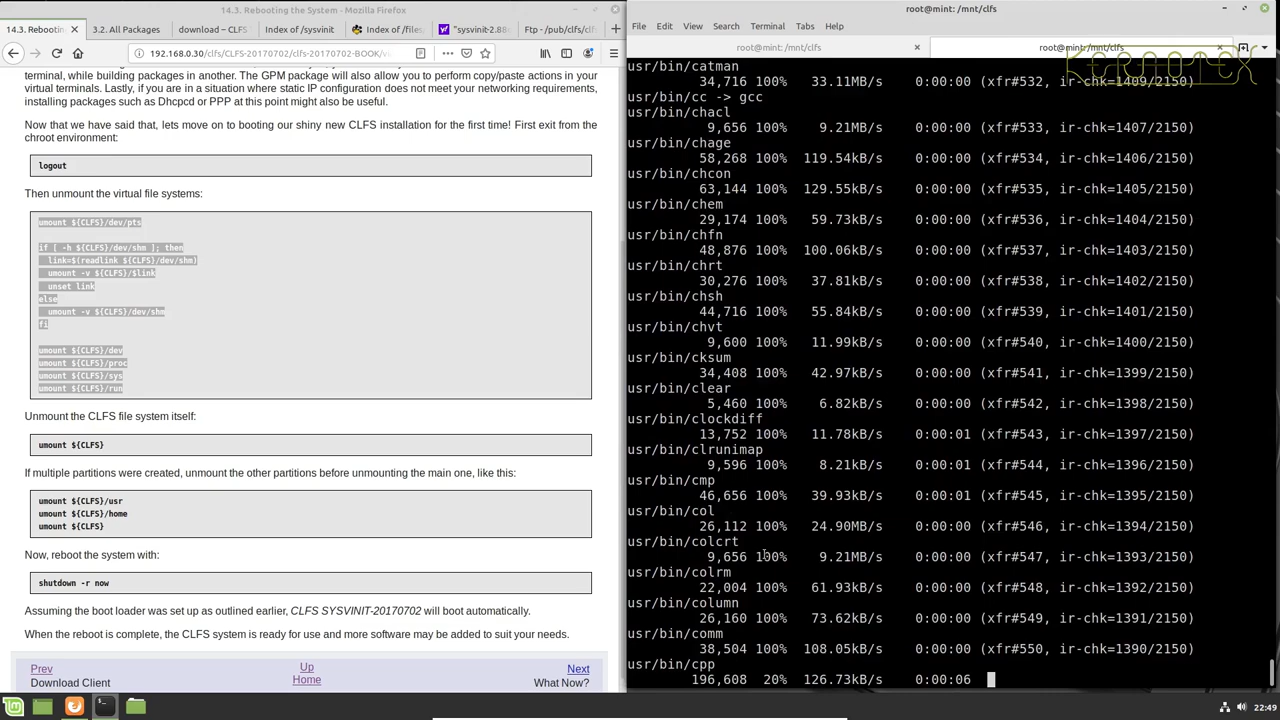 14.3. Rebooting the System - Mozilla Firefox
14.3. Rebootin
3.2. All Packages
download – CLFS
Index of /sysvinit
Index of /files
"sysvinit-2.88
Ftp - /pub/clfs/clfs
192.168.0.30/clfs/CLFS-20170702/clfs-20170702-BOOK/
terminal, while building packages in another. The GPM package will also allow you to perform copy/paste actions in your
virtual terminals. Lastly, if you are in a situation where static IP configuration does not meet your networking requirements,
installing packages such as Dhcpcd or PPP at this point might also be useful.
Now that we have said that, lets move on to booting our shiny new CLFS installation for the first time! First exit from the
chroot environment:
logout
Then unmount the virtual file systems:
umount ${CLFS}/dev/pts
if [ -h ${CLFS}/dev/shm ]; then
link=$(readlink ${CLFS}/dev/shm)
umount -v ${CLFS}/$link
unset link
else
umount -v ${CLFS}/dev/shm
fi
umount ${CLFS}/dev
umount ${CLFS}/proc
umount ${CLFS}/sys
umount ${CLFS}/run
Unmount the CLFS file system itself:
umount ${CLFS}
If multiple partitions were created, unmount the other partitions before unmounting the main one, like this:
umount ${CLFS}/usr
umount ${CLFS}/home
umount ${CLFS}
Now, reboot the system with:
shutdown -r now
Assuming the boot loader was set up as outlined earlier, CLFS SYSVINIT-20170702 will boot automatically.
When the reboot is complete, the CLFS system is ready for use and more software may be added to suit your needs.
Prev
Up
Next
Download Client
Home
What Now?
root@mint: /mnt/clfs
File Edit View Search Terminal Tabs Help
root@mint: /mnt/clfs
root@mint: /mnt/clfs
KERNOTEX
usr/bin/catman
34,716 100% 33.11MB/s 0:00:00 (xfr#532, ir-chk=1409/2150)
usr/bin/cc -> gcc
usr/bin/chacl
9,656 100% 9.21MB/s 0:00:00 (xfr#533, ir-chk=1407/2150)
usr/bin/chage
58,268 100% 119.54kB/s 0:00:00 (xfr#534, ir-chk=1406/2150)
usr/bin/chcon
63,144 100% 129.55kB/s 0:00:00 (xfr#535, ir-chk=1405/2150)
usr/bin/chem
29,174 100% 59.73kB/s 0:00:00 (xfr#536, ir-chk=1404/2150)
usr/bin/chfn
48,876 100% 100.06kB/s 0:00:00 (xfr#537, ir-chk=1403/2150)
usr/bin/chrt
30,276 100% 37.81kB/s 0:00:00 (xfr#538, ir-chk=1402/2150)
usr/bin/chsh
44,716 100% 55.84kB/s 0:00:00 (xfr#539, ir-chk=1401/2150)
usr/bin/chvt
9,600 100% 11.99kB/s 0:00:00 (xfr#540, ir-chk=1400/2150)
usr/bin/cksum
34,408 100% 42.97kB/s 0:00:00 (xfr#541, ir-chk=1399/2150)
usr/bin/clear
5,460 100% 6.82kB/s 0:00:00 (xfr#542, ir-chk=1398/2150)
usr/bin/clockdiff
13,752 100% 11.78kB/s 0:00:01 (xfr#543, ir-chk=1397/2150)
usr/bin/clrunimap
9,596 100% 8.21kB/s 0:00:01 (xfr#544, ir-chk=1396/2150)
usr/bin/cmp
46,656 100% 39.93kB/s 0:00:01 (xfr#545, ir-chk=1395/2150)
usr/bin/col
26,112 100% 24.90MB/s 0:00:00 (xfr#546, ir-chk=1394/2150)
usr/bin/colcrt
9,656 100% 9.21MB/s 0:00:00 (xfr#547, ir-chk=1393/2150)
usr/bin/colrm
22,004 100% 61.93kB/s 0:00:00 (xfr#548, ir-chk=1392/2150)
usr/bin/column
26,160 100% 73.62kB/s 0:00:00 (xfr#549, ir-chk=1391/2150)
usr/bin/comm
38,504 100% 108.05kB/s 0:00:00 (xfr#550, ir-chk=1390/2150)
usr/bin/cpp
196,608 20% 126.73kB/s 0:00:06
22:49